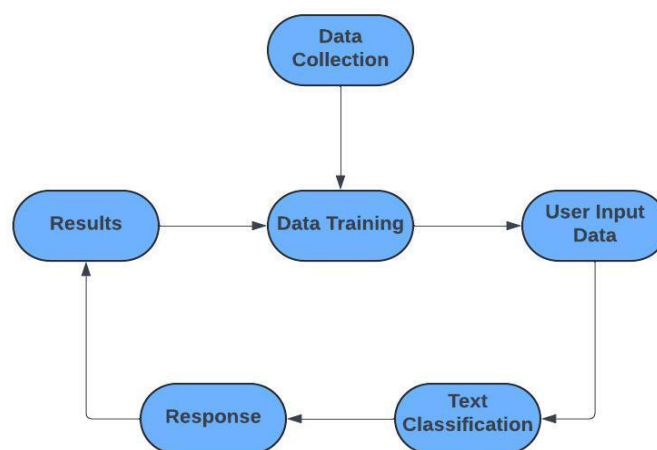 Data
Collection
Results
Data Training
User Input
Data
Response
Text
Classification